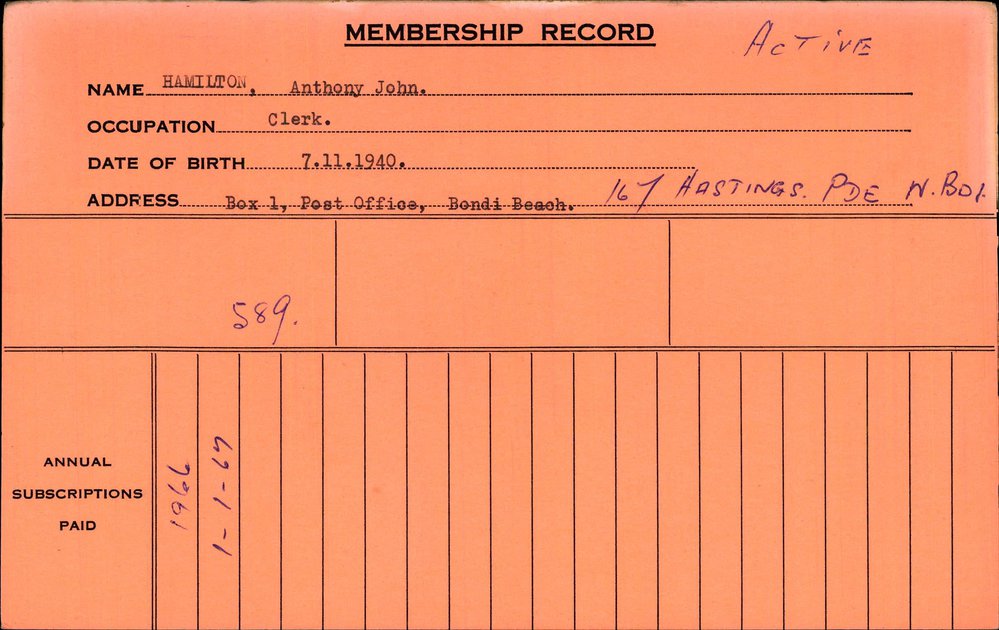 MEMBERSHIP RECORD
ACTIVE
NAME HAMILTON, Anthony John.
OCCUPATION Clerk.
DATE OF BIRTH 7.11.1940.
ADDRESS Box 1, Post Office, Bondi Beach. 167 HASTINGS. PDE N. BDI.
589.
ANNUAL
SUBSCRIPTIONS
PAID
1966
1-1-67